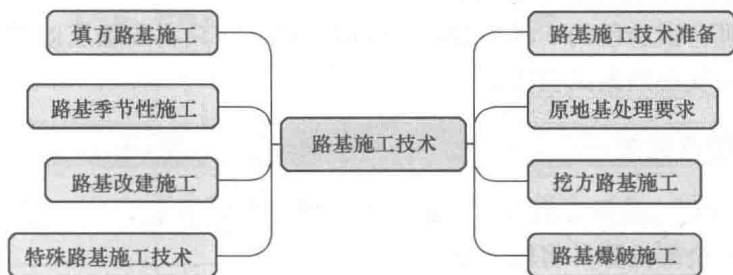 填方路基施工
路基施工技术准备
路基季节性施工
原地基处理要求
路基施工技术
路基改建施工
挖方路基施工
特殊路基施工技术
路基爆破施工